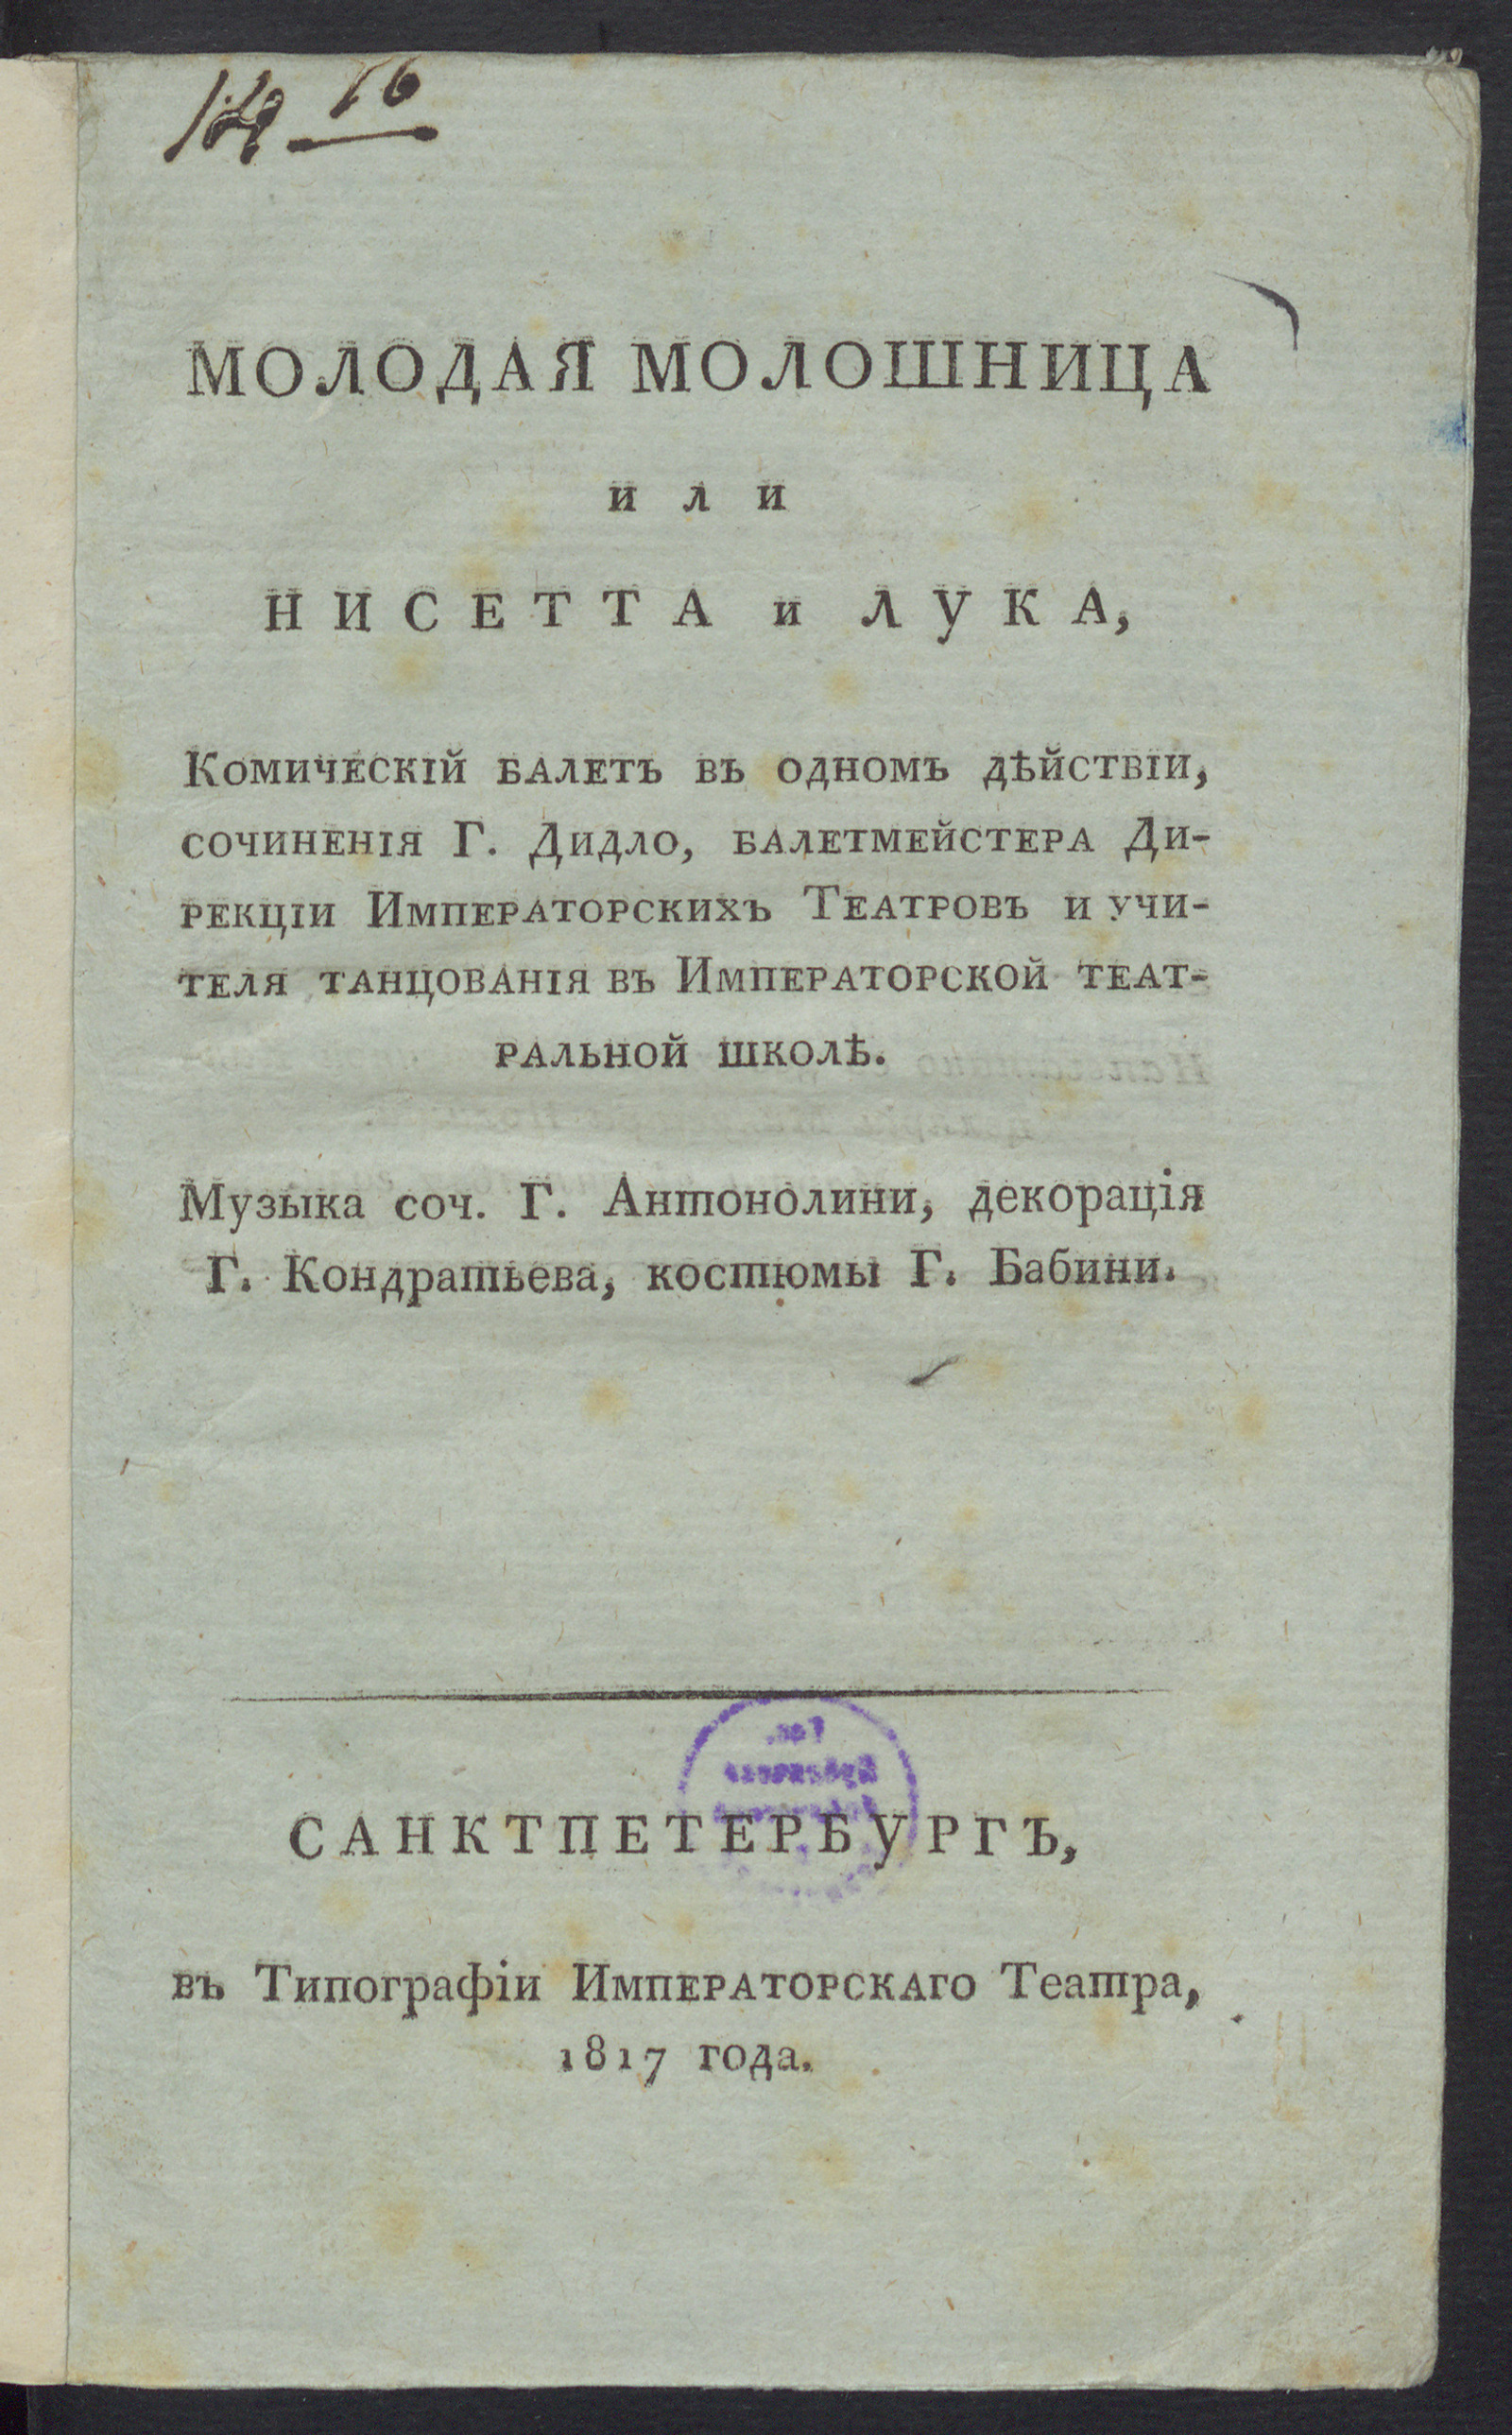 16
МОЛОДАЯ МОЛОШНИЦА
или
НИСЕТТА и ЛУКА,
Комическій балетъ въ одномъ дѣйствіи,
сочиненія Г. Дидло, балетмейстера Ди-
рекціи Императорскихъ Театровъ и учи-
теля танцованія въ Императорской теат-
ральной школѣ.
Музыка соч. Г. Антонолини, декорація
Г. Кондратьева, костюмы Г. Бабини.
Гос.
САНКТПЕТЕРБУРГЪ,
въ Типографіи Императорскаго Театра,
1817 года.